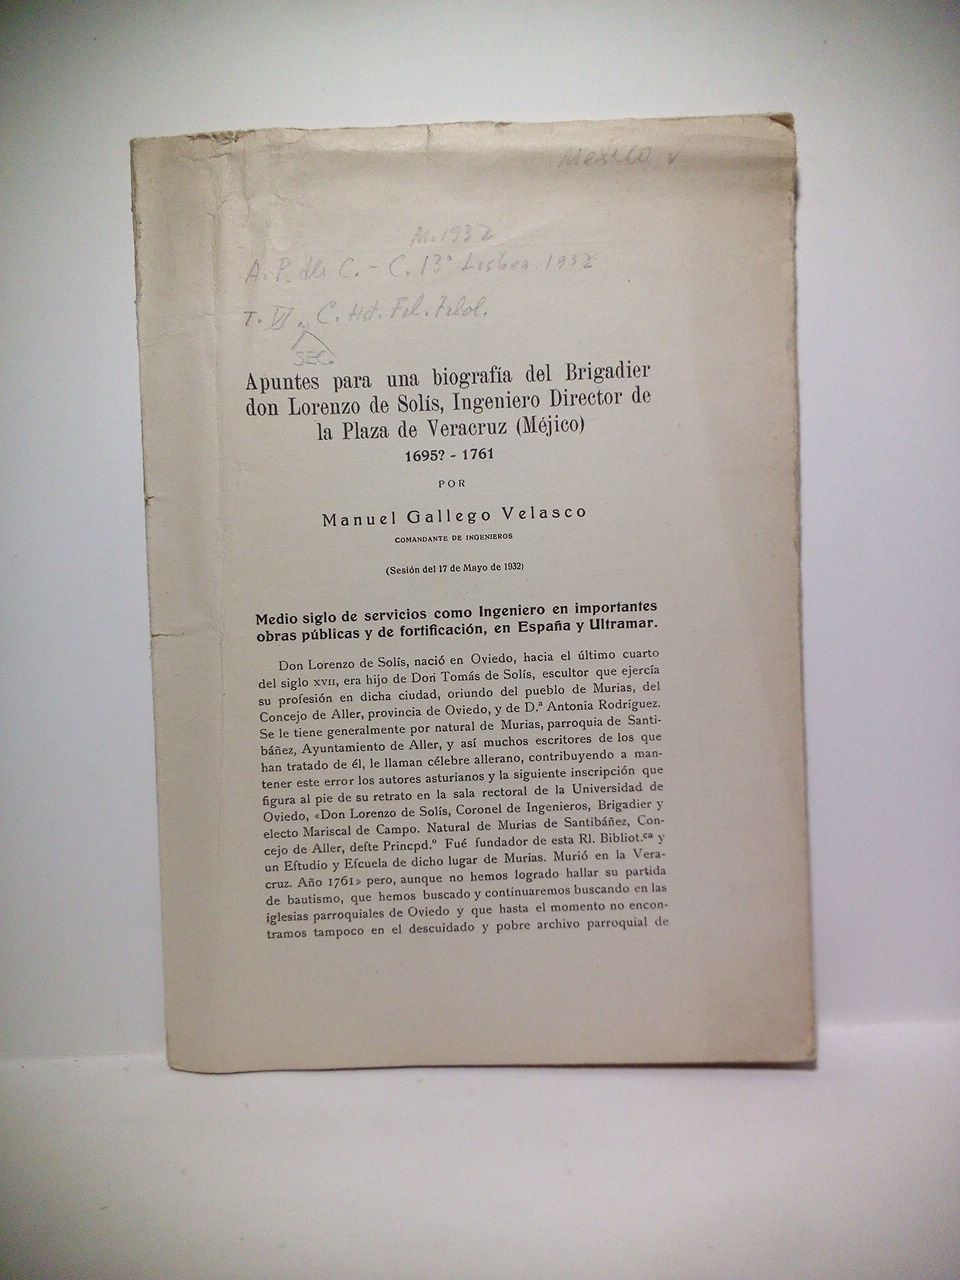 Mexico
M. 1932
A. P. de C. - C. 13º Lisboa 1932
T. VI. C. Hist. Fil. Filol.
SEC.
Apuntes para una biografía del Brigadier
don Lorenzo de Solís, Ingeniero Director de
la Plaza de Veracruz (Méjico)
1695? - 1761
POR
Manuel Gallego Velasco
COMANDANTE DE INGENIEROS
(Sesión del 17 de Mayo de 1932)
Medio siglo de servicios como Ingeniero en importantes
obras públicas y de fortificación, en España y Ultramar.
Don Lorenzo de Solís, nació en Oviedo, hacia el último cuarto
del siglo XVII, era hijo de Don Tomás de Solís, escultor que ejercía
su profesión en dicha ciudad, oriundo del pueblo de Murias, del
Concejo de Aller, provincia de Oviedo, y de D.ª Antonia Rodríguez.
Se le tiene generalmente por natural de Murias, parroquia de Santi-
báñez, Ayuntamiento de Aller, y así muchos escritores de los que
han tratado de él, le llaman célebre allerano, contribuyendo a man-
tener este error los autores asturianos y la siguiente inscripción que
figura al pie de su retrato en la sala rectoral de la Universidad de
Oviedo, «Don Lorenzo de Solís, Coronel de Ingenieros, Brigadier y
electo Mariscal de Campo. Natural de Murias de Santibáñez, Con-
cejo de Aller, defte Princpd.º Fué fundador de esta Rl. Bibliot.ca y
un Eftudio y Efcuela de dicho lugar de Murias. Murió en la Vera-
cruz. Año 1761» pero, aunque no hemos logrado hallar su partida
de bautismo, que hemos buscado y continuaremos buscando en las
iglesias parroquiales de Oviedo y que hasta el momento no encon-
tramos tampoco en el descuidado y pobre archivo parroquial de